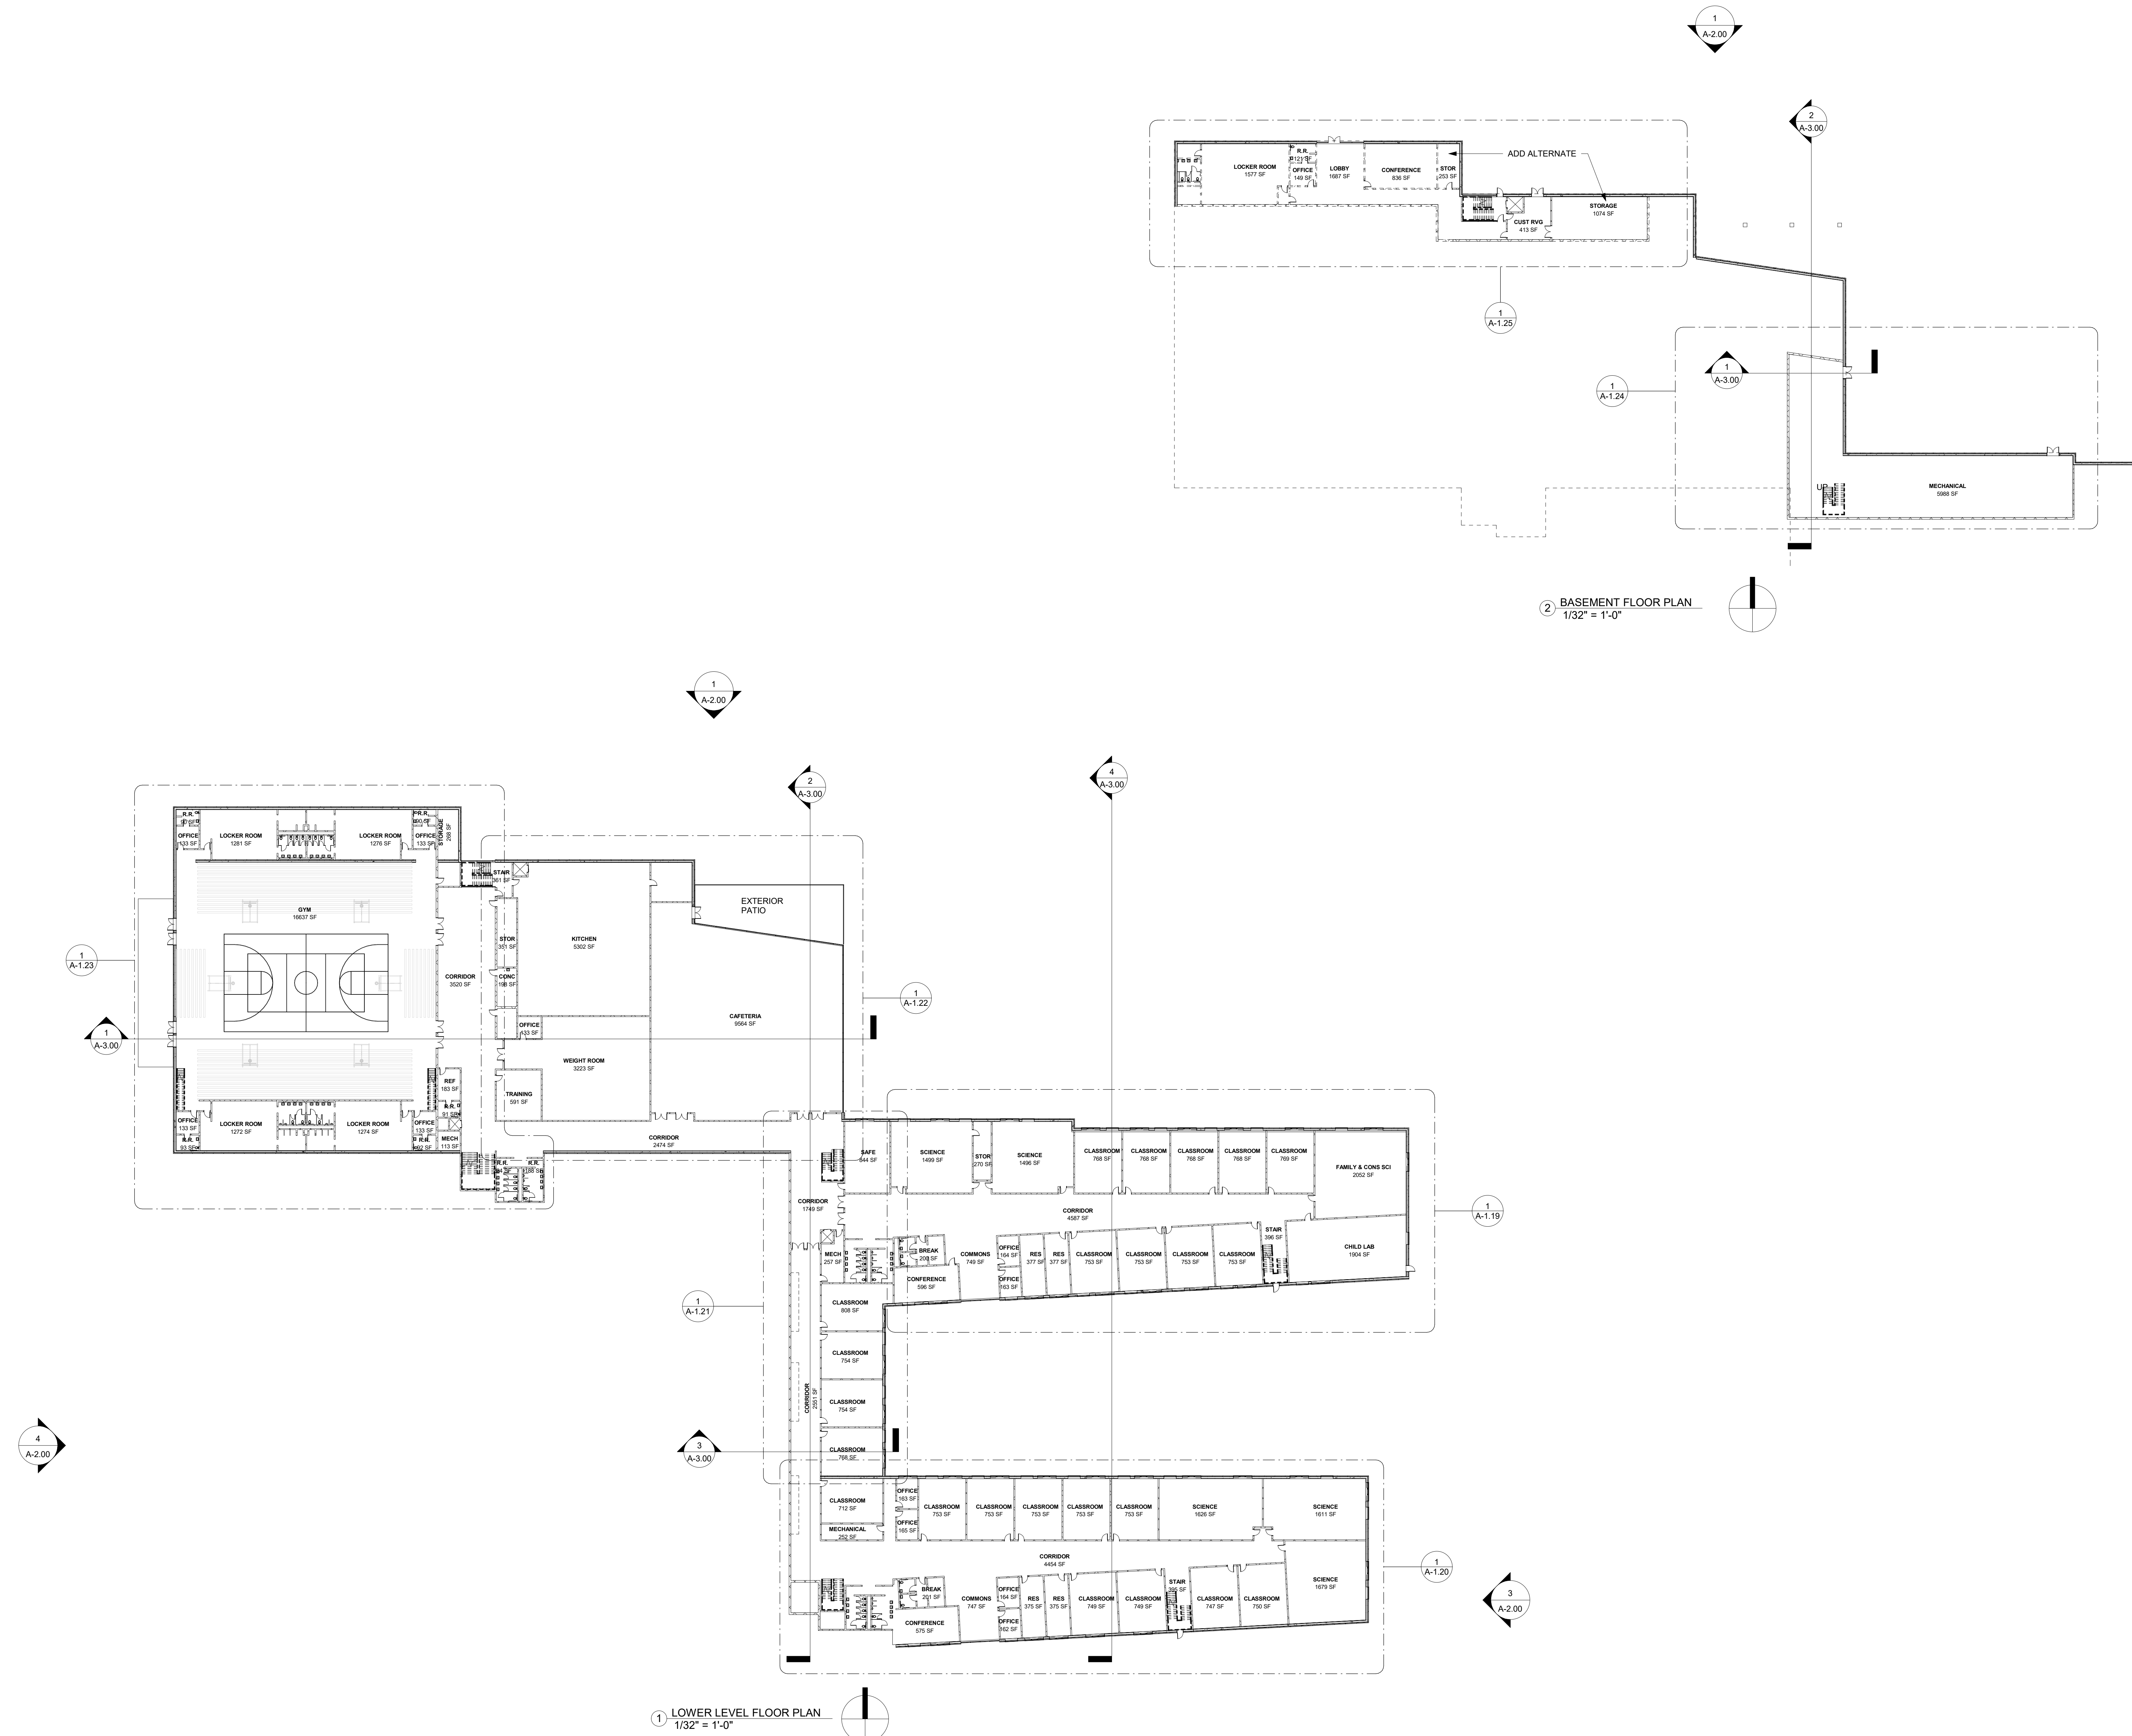 1
A-2.00
2
A-3.00
ADD ALTERNATE
R.R.
121 SF
LOCKER ROOM
1577 SF
OFFICE
149 SF
LOBBY
1687 SF
CONFERENCE
836 SF
STOR
253 SF
STORAGE
1074 SF
CUST RVG
413 SF
1
A-1.25
1
A-3.00
1
A-1.24
UP
MECHANICAL
5988 SF
2
BASEMENT FLOOR PLAN
1/32" = 1'-0"
1
A-2.00
2
A-3.00
4
A-3.00
R.R.
OFFICE
133 SF
LOCKER ROOM
1281 SF
LOCKER ROOM
1276 SF
R.R.
OFFICE
133 SF
STORAGE
STAIR
361 SF
EXTERIOR
PATIO
GYM
16637 SF
STOR
351 SF
KITCHEN
5302 SF
1
A-1.23
CORRIDOR
3520 SF
CONC
198 SF
1
A-1.22
CAFETERIA
9564 SF
OFFICE
133 SF
1
A-3.00
WEIGHT ROOM
3223 SF
REF
183 SF
TRAINING
591 SF
R.R.
91 SF
OFFICE
133 SF
LOCKER ROOM
1272 SF
LOCKER ROOM
1274 SF
OFFICE
133 SF
R.R.
93 SF
R.R.
92 SF
MECH
113 SF
CORRIDOR
2474 SF
R.R.
R.R.
SAFE
844 SF
SCIENCE
1499 SF
STOR
270 SF
SCIENCE
1496 SF
CLASSROOM
768 SF
CLASSROOM
768 SF
CLASSROOM
768 SF
CLASSROOM
768 SF
CLASSROOM
769 SF
FAMILY & CONS SCI
2052 SF
CORRIDOR
1749 SF
CORRIDOR
4587 SF
1
A-1.19
MECH
257 SF
BREAK
COMMONS
749 SF
OFFICE
164 SF
RES
377 SF
RES
377 SF
CLASSROOM
753 SF
CLASSROOM
753 SF
CLASSROOM
753 SF
CLASSROOM
753 SF
STAIR
396 SF
CHILD LAB
1904 SF
CONFERENCE
596 SF
OFFICE
163 SF
1
A-1.21
CLASSROOM
808 SF
CLASSROOM
754 SF
CORRIDOR
2551 SF
CLASSROOM
754 SF
4
A-2.00
3
A-3.00
CLASSROOM
768 SF
CLASSROOM
712 SF
OFFICE
163 SF
CLASSROOM
753 SF
CLASSROOM
753 SF
CLASSROOM
753 SF
CLASSROOM
753 SF
CLASSROOM
753 SF
SCIENCE
1626 SF
SCIENCE
1611 SF
MECHANICAL
252 SF
OFFICE
165 SF
CORRIDOR
4454 SF
1
A-1.20
BREAK
201 SF
COMMONS
747 SF
OFFICE
164 SF
RES
375 SF
RES
375 SF
CLASSROOM
749 SF
CLASSROOM
749 SF
STAIR
395 SF
CLASSROOM
747 SF
CLASSROOM
750 SF
SCIENCE
1679 SF
3
A-2.00
CONFERENCE
575 SF
OFFICE
162 SF
1
LOWER LEVEL FLOOR PLAN
1/32" = 1'-0"